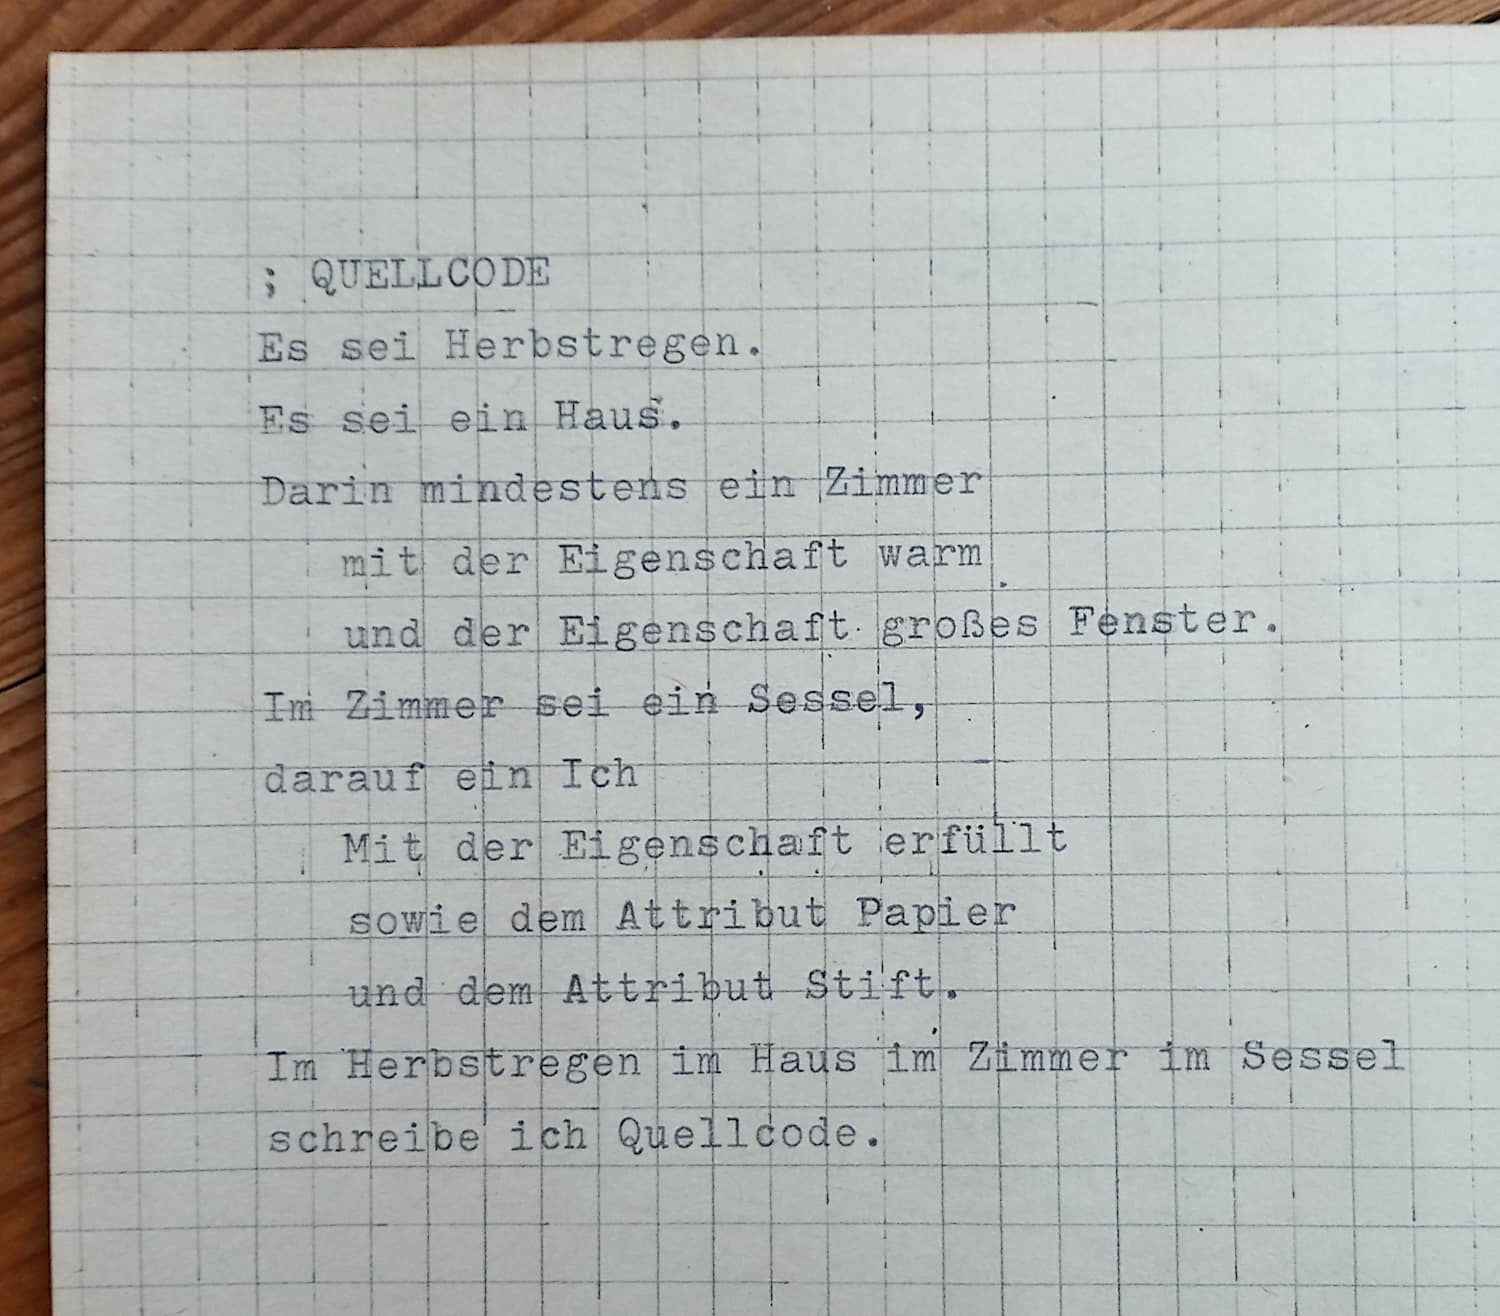 ; QUELLCODE
Es sei Herbstregen.
Es sei ein Haus.
Darin mindestens ein Zimmer
mit der Eigenschaft warm
und der Eigenschaft großes Fenster.
Im Zimmer sei ein Sessel,
darauf ein Ich
Mit der Eigenschaft erfüllt
sowie dem Attribut Papier
und dem Attribut Stift.
Im Herbstregen im Haus im Zimmer im Sessel
schreibe ich Quellcode.